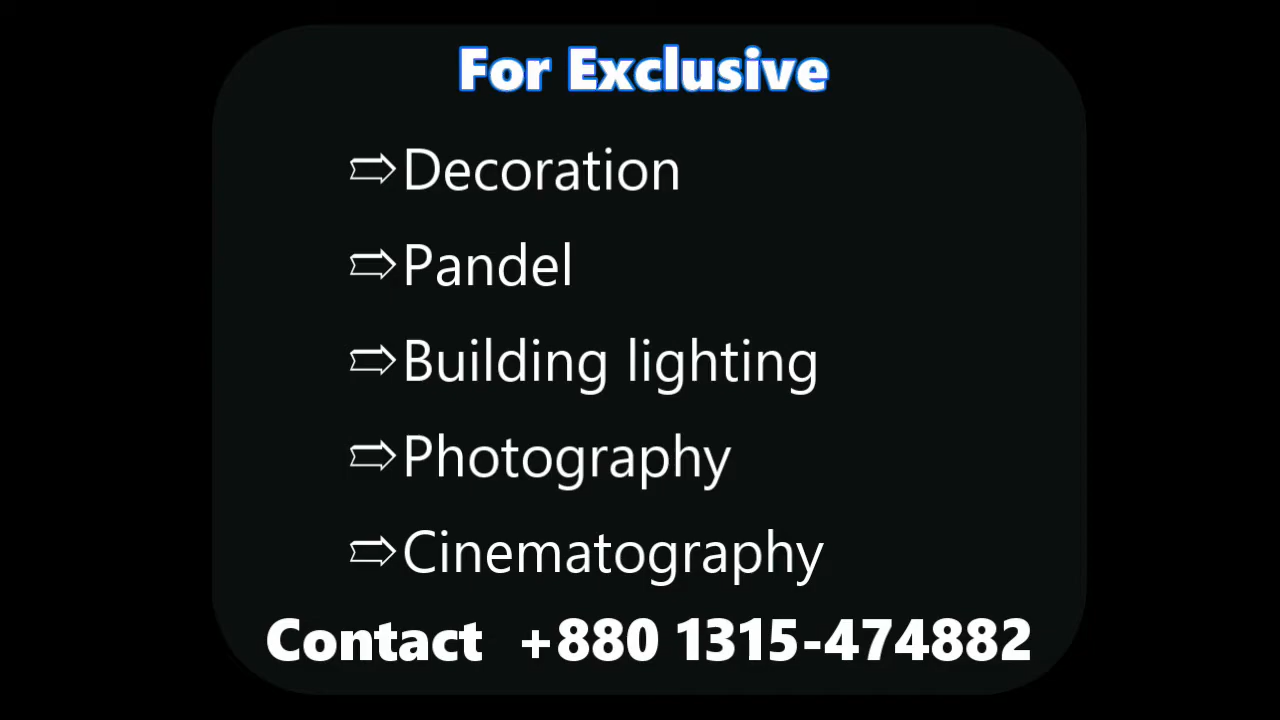 For Exclusive
⇨Decoration
⇨Pandel
⇨Building lighting
⇨Photography
⇨Cinematography
Contact +880 1315-474882